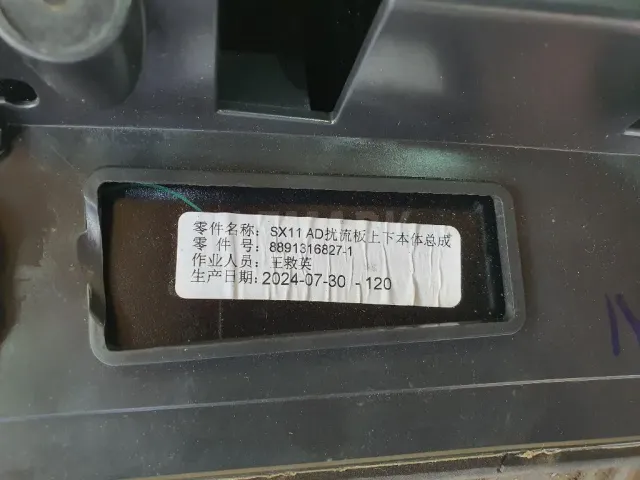 零件名称: SX11 AD扰流板上下本体总成
零 件 号: 8891316827-1
作业人员: 王救英
生产日期: 2024-07-30 - 120